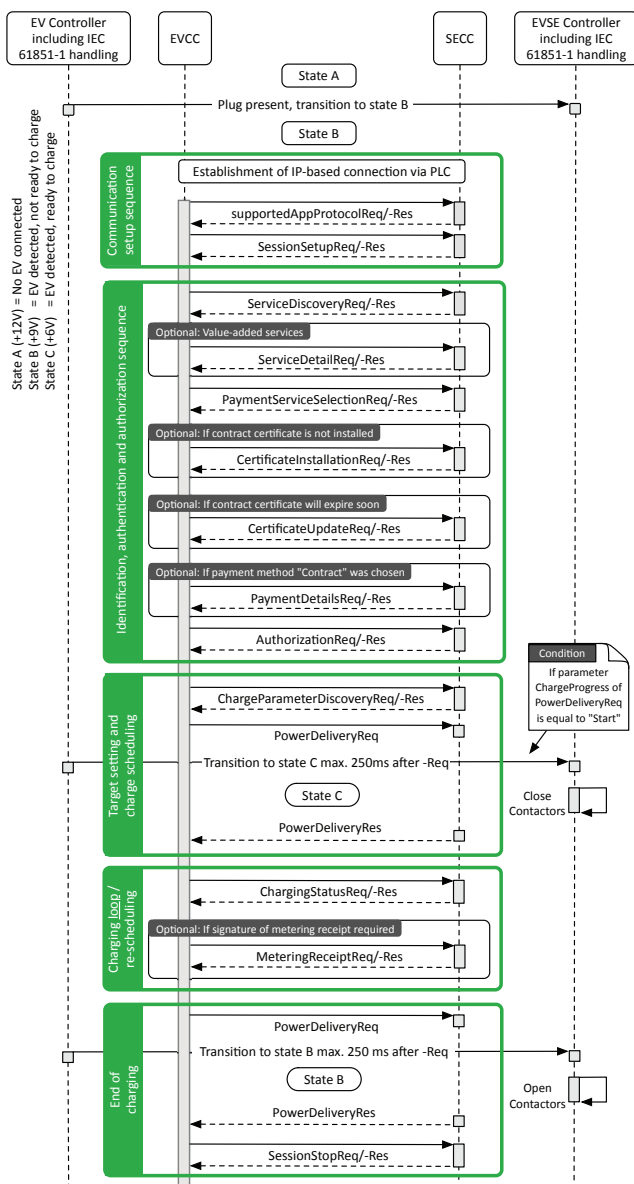 EV Controller
including IEC
61851-1 handling
EVCC
SECC
EVSE Controller
including IEC
61851-1 handling
State A
Plug present, transition to state B
State B
State A (+12V) = No EV connected
State B (+9V) = EV detected, not ready to charge
State C (+6V) = EV detected, ready to charge
Communication
setup sequence
Establishment of IP-based connection via PLC
supportedAppProtocolReq/-Res
SessionSetupReq/-Res
Identification, authentication and authorization sequence
ServiceDiscoveryReq/-Res
Optional: Value-added services
ServiceDetailReq/-Res
PaymentServiceSelectionReq/-Res
Optional: If contract certificate is not installed
CertificateInstallationReq/-Res
Optional: If contract certificate will expire soon
CertificateUpdateReq/-Res
Optional: If payment method "Contract" was chosen
PaymentDetailsReq/-Res
AuthorizationReq/-Res
Condition
If parameter
ChargeProgress of
PowerDeliveryReq
is equal to "Start"
Target setting and
charge scheduling
ChargeParameterDiscoveryReq/-Res
PowerDeliveryReq
Transition to state C max. 250ms after -Req
State C
Close
Contactors
PowerDeliveryRes
Charging loop /
re-scheduling
ChargingStatusReq/-Res
Optional: If signature of metering receipt required
MeteringReceiptReq/-Res
End of
charging
PowerDeliveryReq
Transition to state B max. 250 ms after -Req
State B
Open
Contactors
PowerDeliveryRes
SessionStopReq/-Res